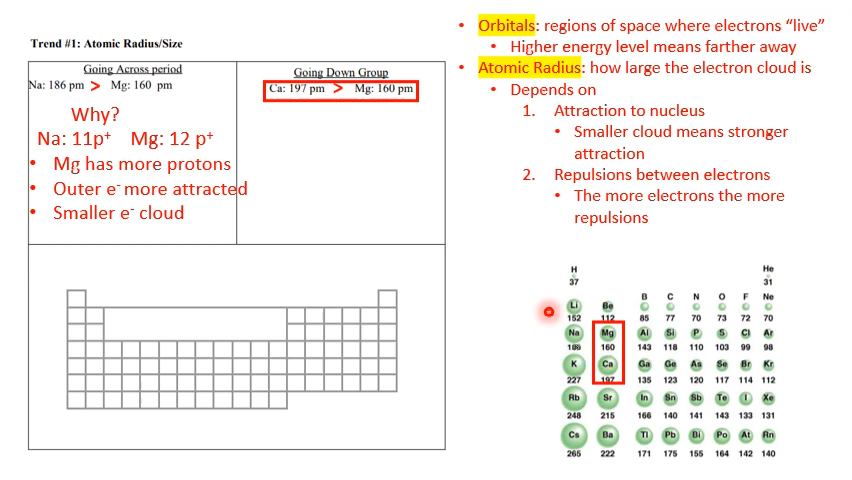 Trend #1: Atomic Radius/Size
Going Across period
Na: 186 pm > Mg: 160 pm
Why?
Na: 11p⁺ Mg: 12 p⁺
• Mg has more protons
• Outer e⁻ more attracted
• Smaller e⁻ cloud
Going Down Group
Ca: 197 pm > Mg: 160 pm
• Orbitals: regions of space where electrons “live”
• Higher energy level means farther away
• Atomic Radius: how large the electron cloud is
• Depends on
1. Attraction to nucleus
• Smaller cloud means stronger
attraction
2. Repulsions between electrons
• The more electrons the more
repulsions
H He
37 31
Li Be B C N O F Ne
152 112 85 77 70 73 72 70
Na Mg Al Si P S Cl Ar
186 160 143 118 110 103 99 98
K Ca Ga Ge As Se Br Kr
227 197 135 123 120 117 114 112
Rb Sr In Sn Sb Te I Xe
248 215 166 140 141 143 133 131
Cs Ba Tl Pb Bi Po At Rn
265 222 171 175 155 164 142 140